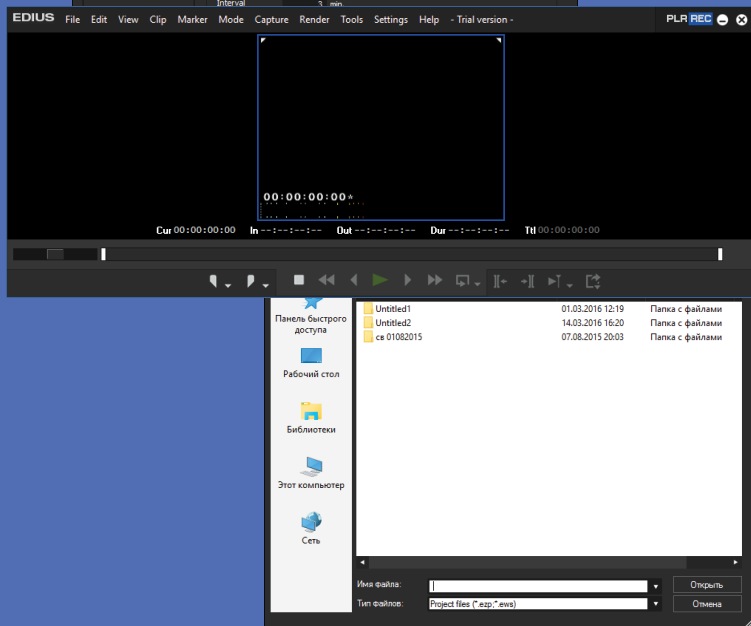 Interval 3 min.
EDIUS File Edit View Clip Marker Mode Capture Render Tools Settings Help - Trial version - PLR REC
00:00:00:00*
Cur 00:00:00:00 In --:--:--:-- Out --:--:--:-- Dur --:--:--:-- Ttl 00:00:00:00
Панель быстрого доступа
Рабочий стол
Библиотеки
Этот компьютер
Сеть
Untitled1 01.03.2016 12:19 Папка с файлами
Untitled2 14.03.2016 16:20 Папка с файлами
св 01082015 07.08.2015 20:03 Папка с файлами
Имя файла: Открыть
Тип файлов: Project files (*.ezp;*.ews) Отмена